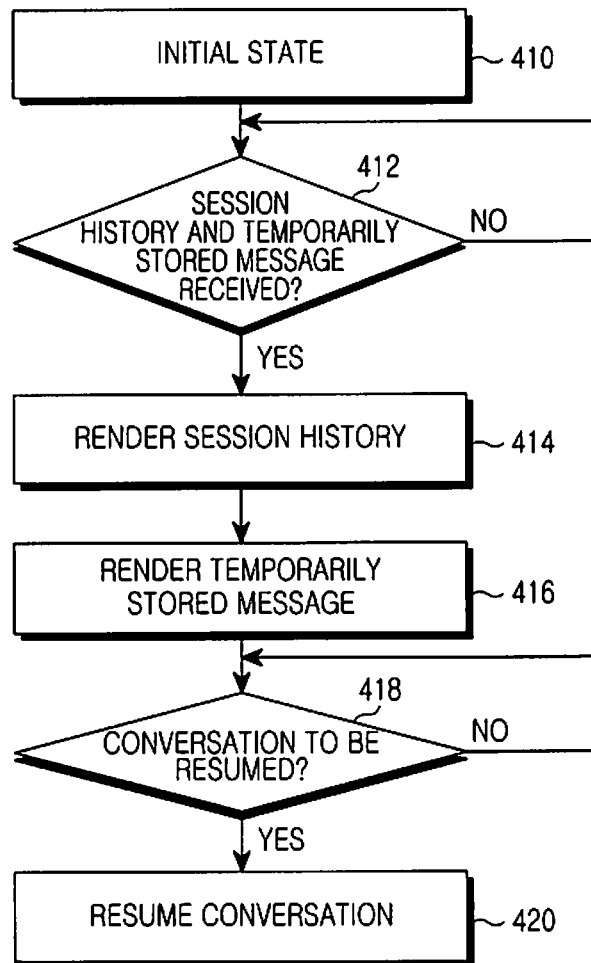 INITIAL STATE
410
412
SESSION
HISTORY AND TEMPORARILY
STORED MESSAGE
RECEIVED?
NO
YES
RENDER SESSION HISTORY
414
RENDER TEMPORARILY
STORED MESSAGE
416
418
CONVERSATION TO BE
RESUMED?
NO
YES
RESUME CONVERSATION
420